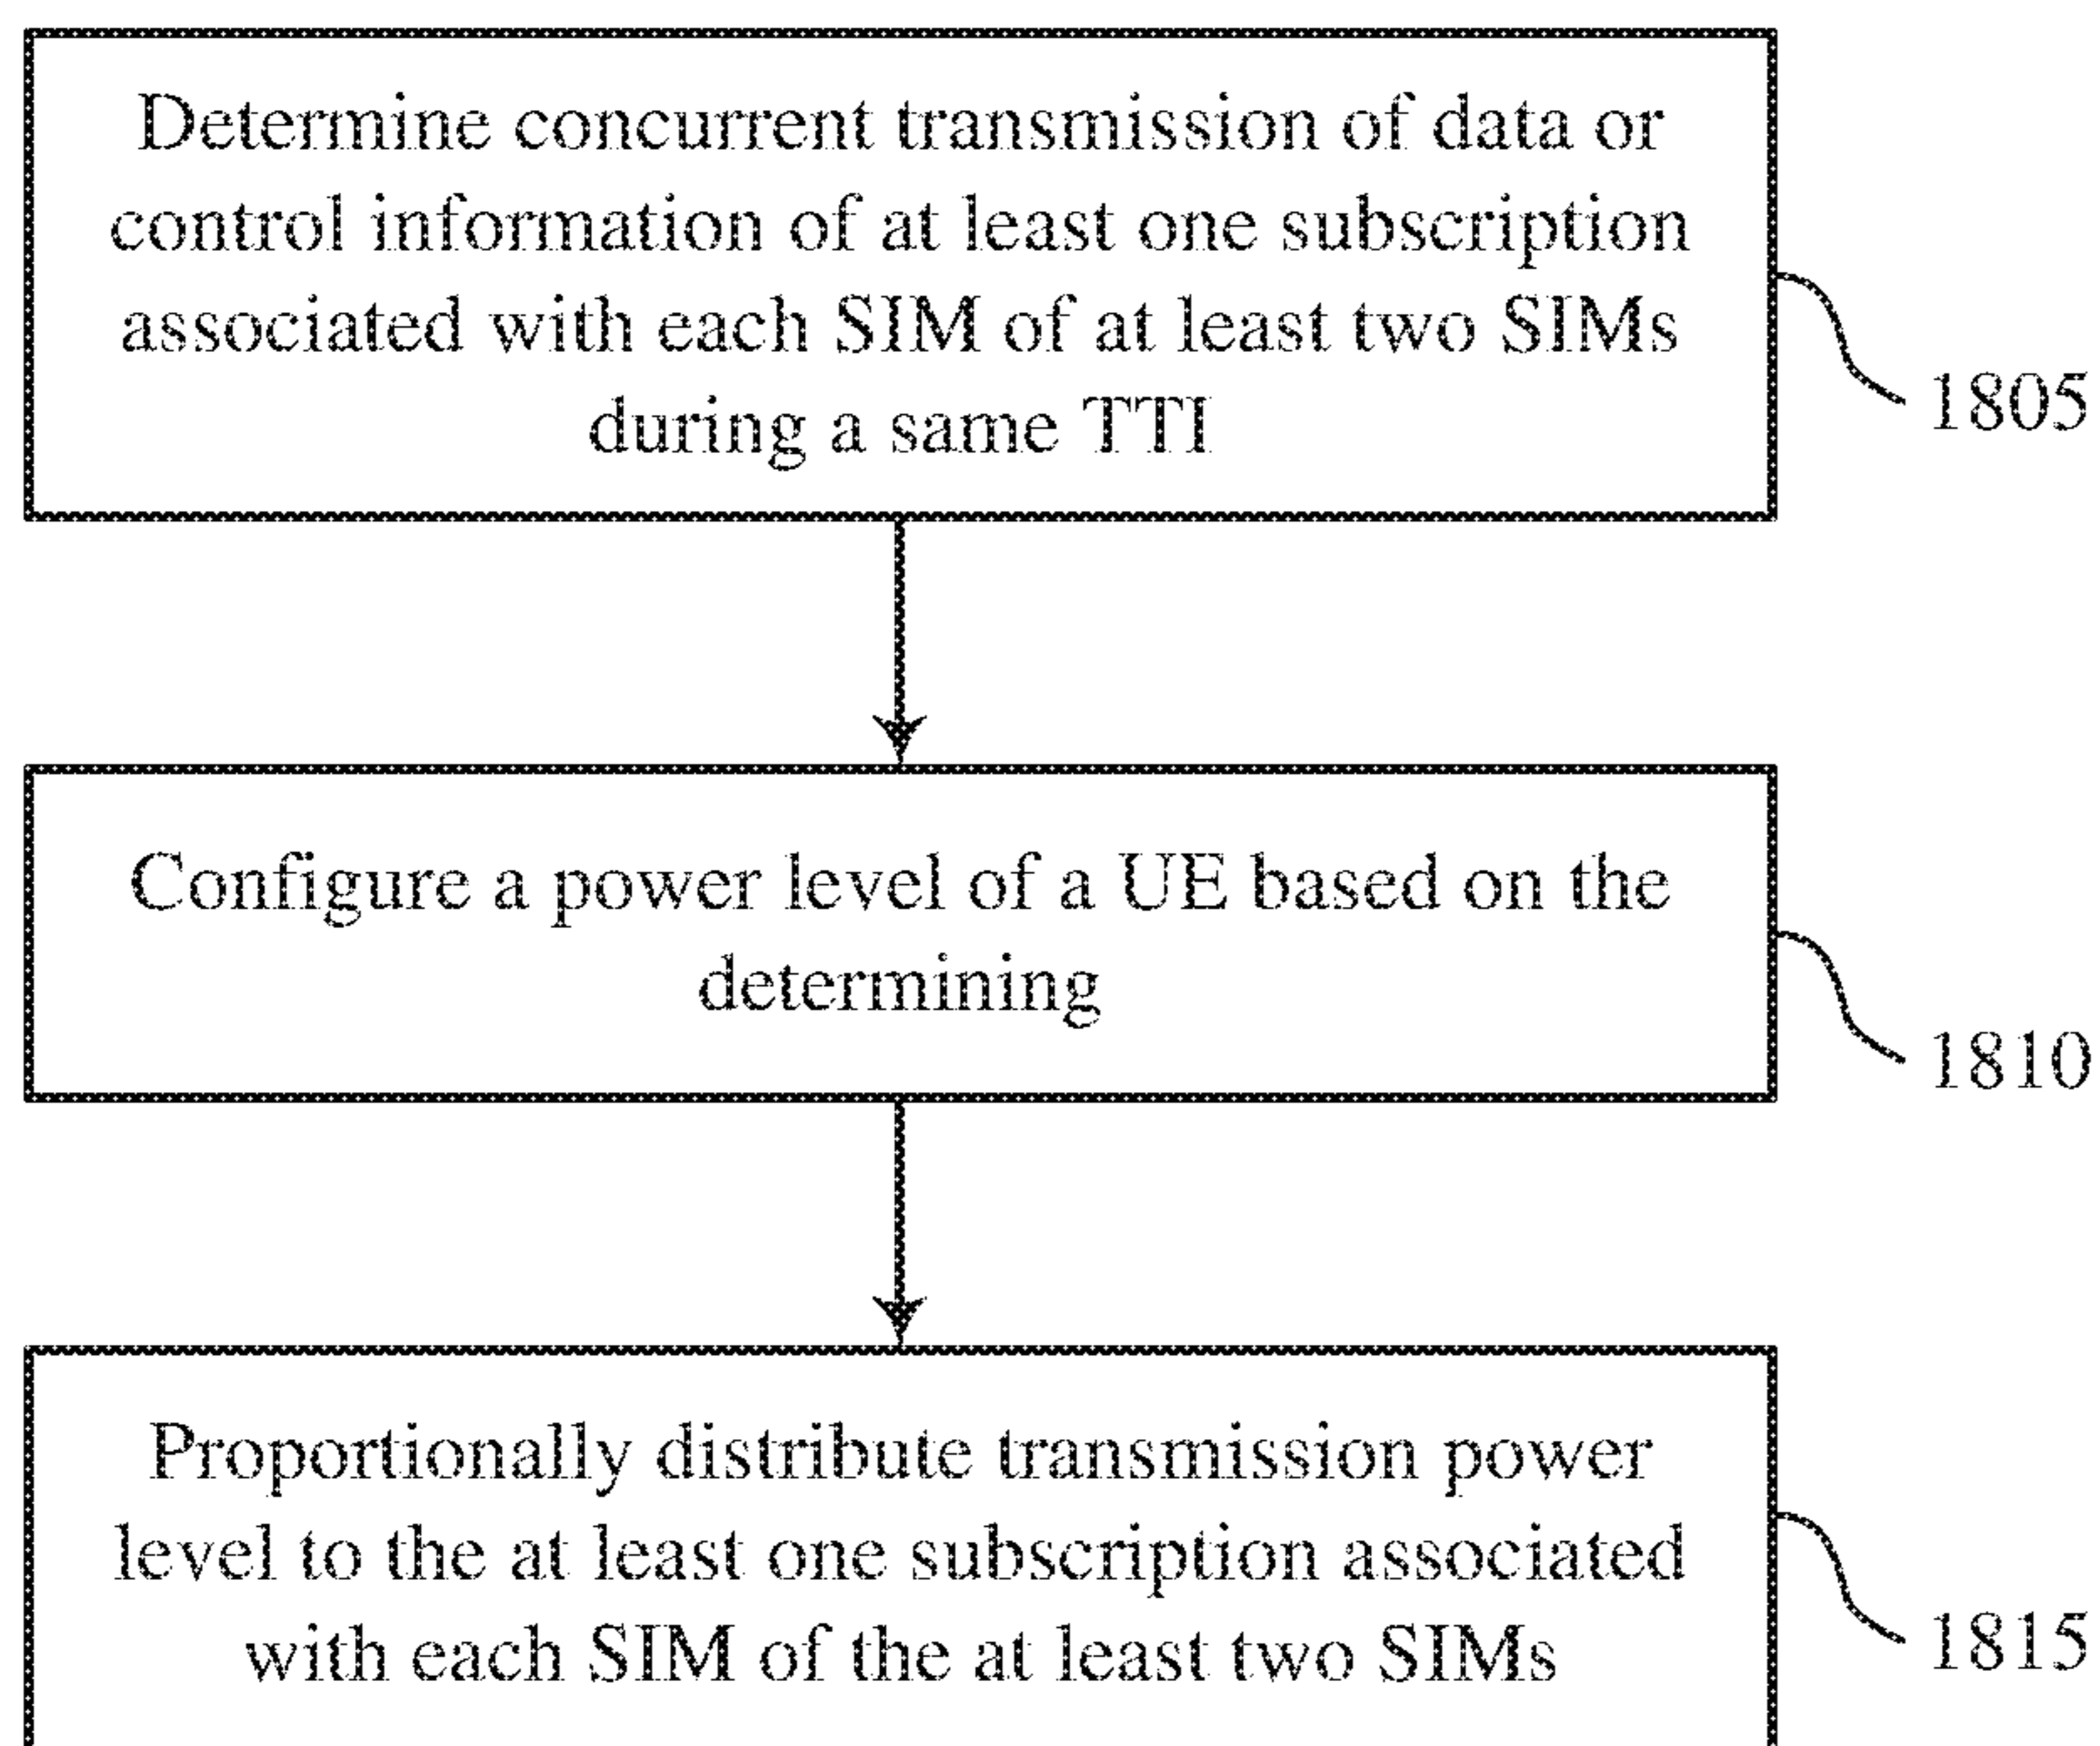 Determine concurrent transmission of data or
control information of at least one subscription
associated with each SIM of at least two SIMs
during a same TTI
1805
Configure a power level of a UE based on the
determining
1810
Proportionally distribute transmission power
level to the at least one subscription associated
with each SIM of the at least two SIMs
1815